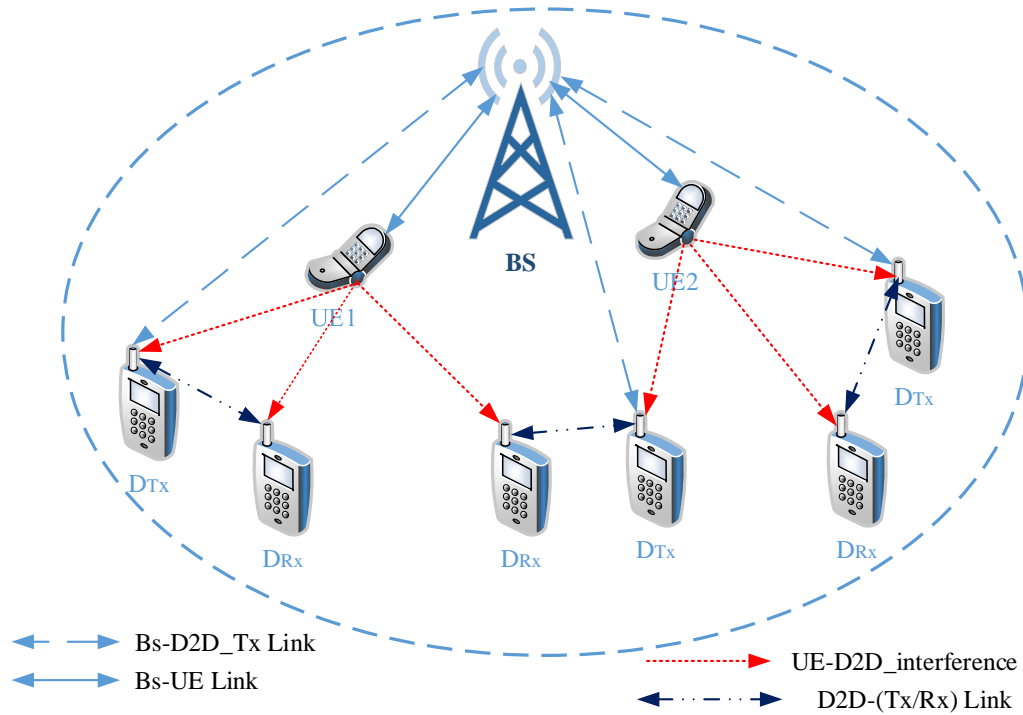 BS
UE2
UE1
DTx
DTx
DRx
DRx
DTx
DRx
Bs-D2D_Tx Link
Bs-UE Link
UE-D2D_interference
D2D-(Tx/Rx) Link